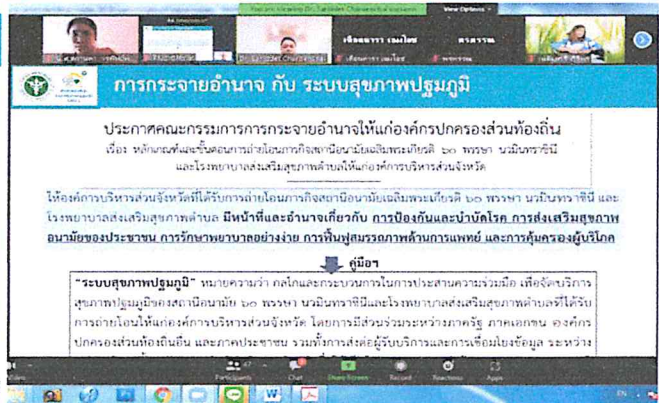 View Options
การกระจายอำนาจ กับ ระบบสุขภาพปฐมภูมิ
ประกาศคณะกรรมการการกระจายอำนาจให้แก่องค์กรปกครองส่วนท้องถิ่น
เรื่อง หลักเกณฑ์และขั้นตอนการถ่ายโอนภารกิจสถานีอนามัยเฉลิมพระเกียรติ ๖๐ พรรษา นวมินทราชินี
และโรงพยาบาลส่งเสริมสุขภาพตำบลให้แก่องค์การบริหารส่วนจังหวัด
ให้องค์การบริหารส่วนจังหวัดที่ได้รับการถ่ายโอนภารกิจสถานีอนามัยเฉลิมพระเกียรติ ๖๐ พรรษา นวมินทราชินี และ
โรงพยาบาลส่งเสริมสุขภาพตำบล มีหน้าที่และอำนาจเกี่ยวกับ การป้องกันและบำบัดโรค การส่งเสริมสุขภาพ
อนามัยของประชาชน การรักษาพยาบาลอย่างง่าย การฟื้นฟูสมรรถภาพด้านการแพทย์ และการคุ้มครองผู้บริโภค
คู่มือฯ
"ระบบสุขภาพปฐมภูมิ" หมายความว่า กลไกและกระบวนการในการประสานความร่วมมือ เพื่อจัดบริการ
สุขภาพปฐมภูมิของสถานีอนามัย ๖๐ พรรษา นวมินทราชินีและโรงพยาบาลส่งเสริมสุขภาพตำบลที่ได้รับ
การถ่ายโอนให้แก่องค์การบริหารส่วนจังหวัด โดยการมีส่วนร่วมระหว่างภาครัฐ ภาคเอกชน องค์กร
ปกครองส่วนท้องถิ่นอื่น และภาคประชาชน รวมทั้งการส่งต่อผู้รับบริการและการเชื่อมโยงข้อมูล ระหว่าง
Participants Chat Share Screen Record Reactions Apps
EN